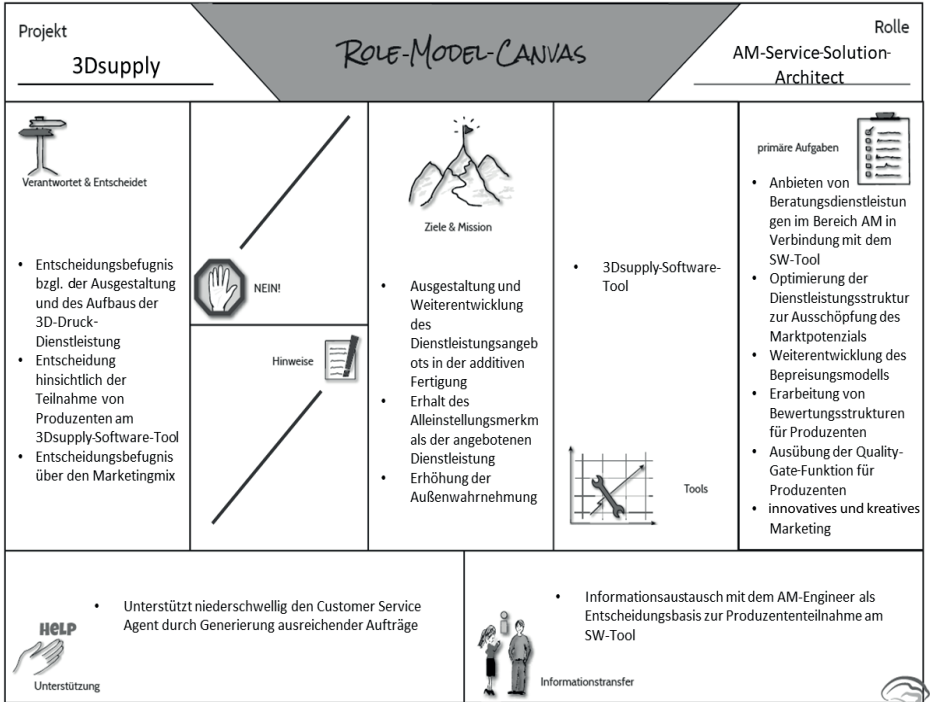 Projekt
3Dsupply
ROLE-MODEL-CANVAS
Rolle
AM-Service-Solution-
Architect
Verantwortet & Entscheidet
• Entscheidungsbefugnis
bzgl. der Ausgestaltung
und des Aufbaus der
3D-Druck-
Dienstleistung
• Entscheidung
hinsichtlich der
Teilnahme von
Produzenten am
3Dsupply-Software-Tool
• Entscheidungsbefugnis
über den Marketingmix
NEIN!
Hinweise
Ziele & Mission
• Ausgestaltung und
Weiterentwicklung
des
Dienstleistungsangeb
ots in der additiven
Fertigung
• Erhalt des
Alleinstellungsmerkm
als der angebotenen
Dienstleistung
• Erhöhung der
Außenwahrnehmung
• 3Dsupply-Software-
Tool
Tools
primäre Aufgaben
• Anbieten von
Beratungsdienstleistun
gen im Bereich AM in
Verbindung mit dem
SW-Tool
• Optimierung der
Dienstleistungsstruktur
zur Ausschöpfung des
Marktpotenzials
• Weiterentwicklung des
Bepreisungsmodells
• Erarbeitung von
Bewertungsstrukturen
für Produzenten
• Ausübung der Quality-
Gate-Funktion für
Produzenten
• innovatives und kreatives
Marketing
• Unterstützt niederschwellig den Customer Service
Agent durch Generierung ausreichender Aufträge
HELP
Unterstützung
• Informationsaustausch mit dem AM-Engineer als
Entscheidungsbasis zur Produzententeilnahme am
SW-Tool
i
Informationstransfer